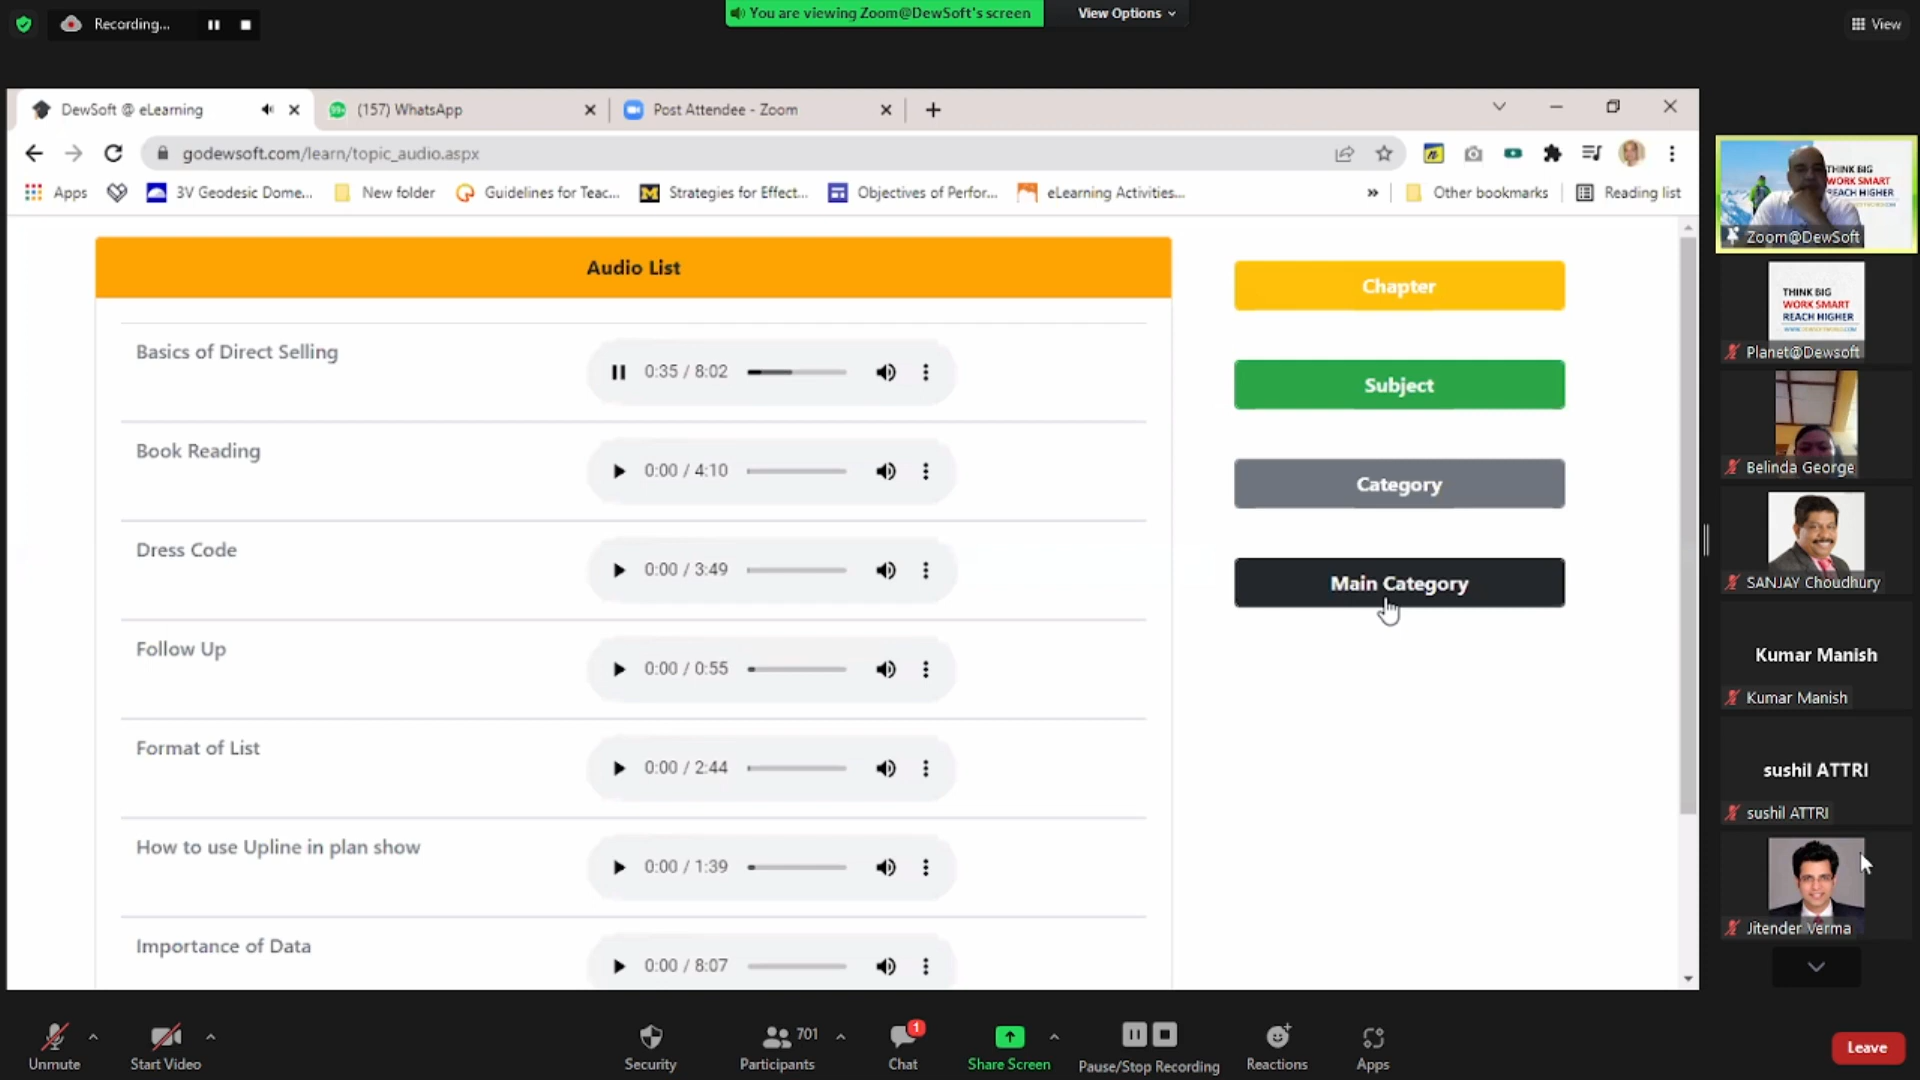 Recording...
You are viewing Zoom@DewSoft's screen
View Options
View
DewSoft @ eLearning
(157) WhatsApp
Post Attendee - Zoom
godewsoft.com/learn/topic_audio.aspx
Apps
3V Geodesic Dome...
New folder
Guidelines for Teac...
Strategies for Effect...
Objectives of Perfor...
eLearning Activities...
»
Other bookmarks
Reading list
Audio List
Basics of Direct Selling
0:35 / 8:02
Book Reading
0:00 / 4:10
Dress Code
0:00 / 3:49
Follow Up
0:00 / 0:55
Format of List
0:00 / 2:44
How to use Upline in plan show
0:00 / 1:39
Importance of Data
0:00 / 8:07
Chapter
Subject
Category
Main Category
THINK BIG
WORK SMART
REACH HIGHER
Zoom@DewSoft
THINK BIG
WORK SMART
REACH HIGHER
Planet@Dewsoft
Belinda George
SANJAY Choudhury
Kumar Manish
Kumar Manish
sushil ATTRI
sushil ATTRI
Jitender Verma
Unmute
Start Video
Security
701
Participants
1
Chat
Share Screen
Pause/Stop Recording
Reactions
Apps
Leave